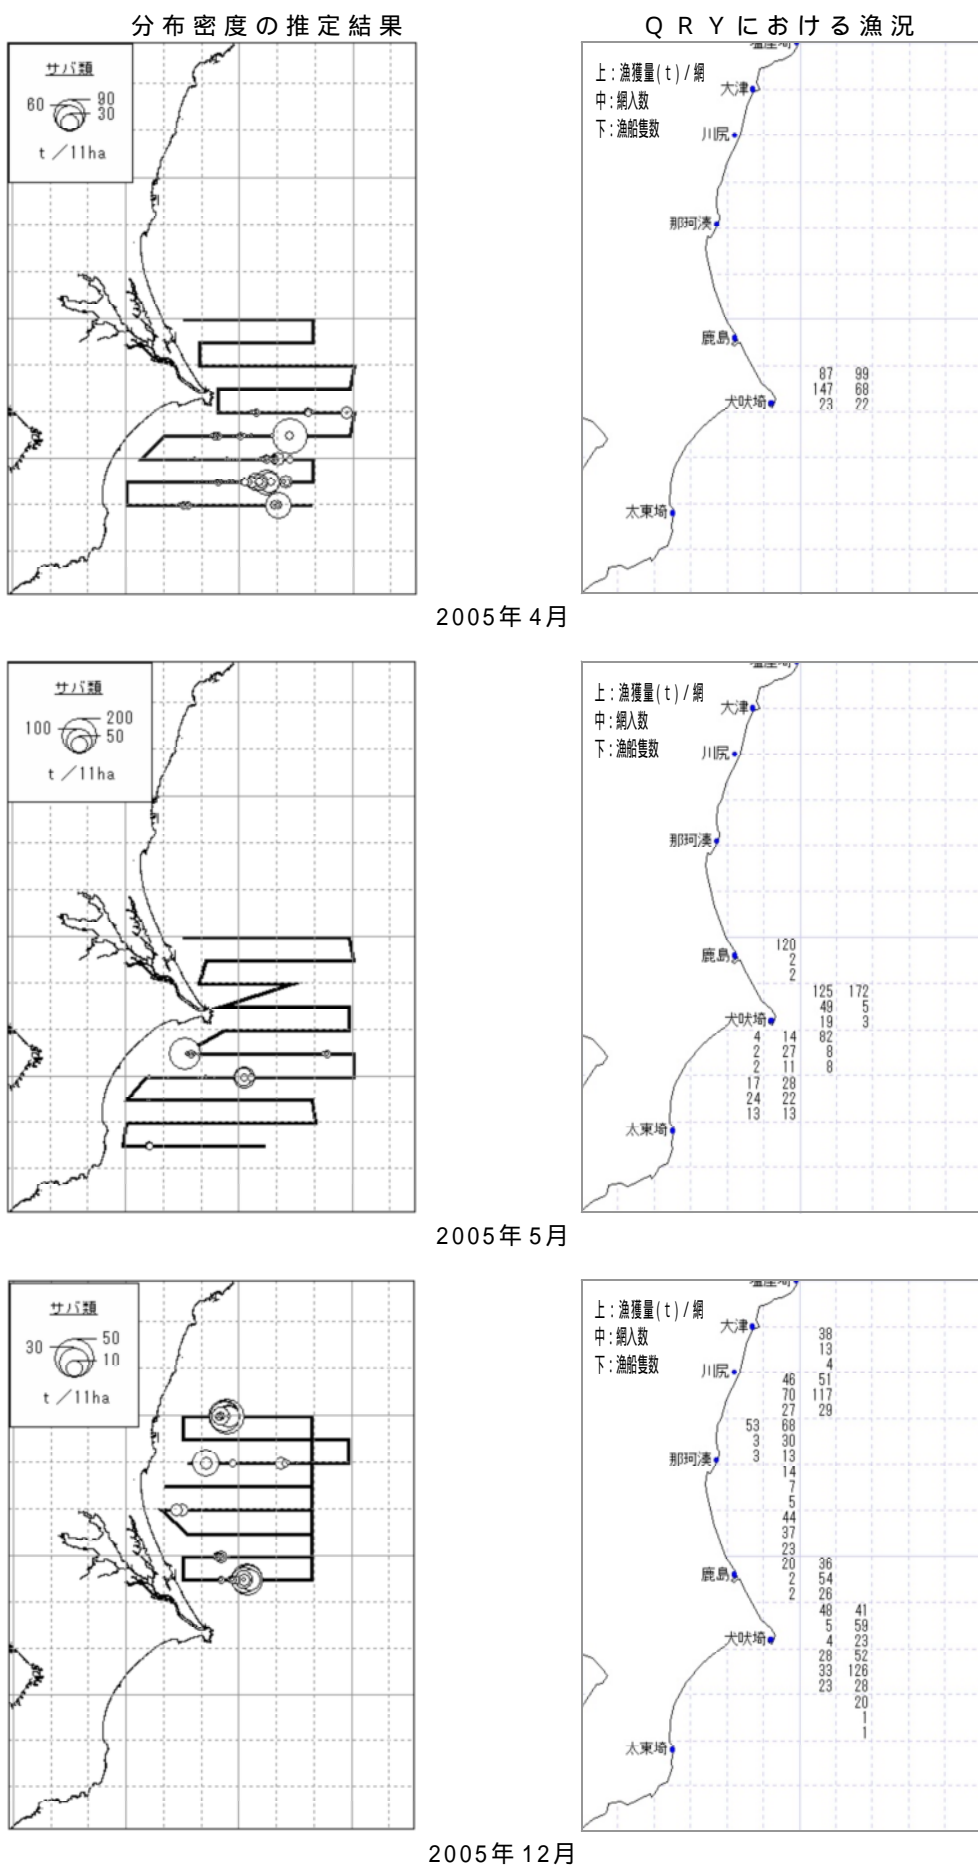 分布密度の推定結果
ＱＲＹにおける漁況
サバ類
60 90
30
t ／11ha
上：漁獲量(ｔ)/網
中：網入数
下：漁船隻数
大津
川尻
那珂湊
鹿島
87 99
147 68
犬吠埼 23 22
太東埼
2005年4月
サバ類
100 200
50
t ／11ha
上：漁獲量(ｔ)/網
中：網入数
下：漁船隻数
大津
川尻
那珂湊
120
鹿島 2
2
125 172
49 5
犬吠埼 19 3
4 14 82
2 27 8
2 11 8
17 28
24 22
13 13
太東埼
2005年5月
サバ類
30 50
10
t ／11ha
上：漁獲量(ｔ)/網
中：網入数
下：漁船隻数
大津
38
13
4
川尻
46 51
70 117
27 29
53 68
3 30
那珂湊 3 13
14
7
5
44
37
23
20 36
鹿島 2 54
2 26
48 41
5 59
犬吠埼 4 23
28 52
33 126
23 28
20
1
1
太東埼
2005年12月